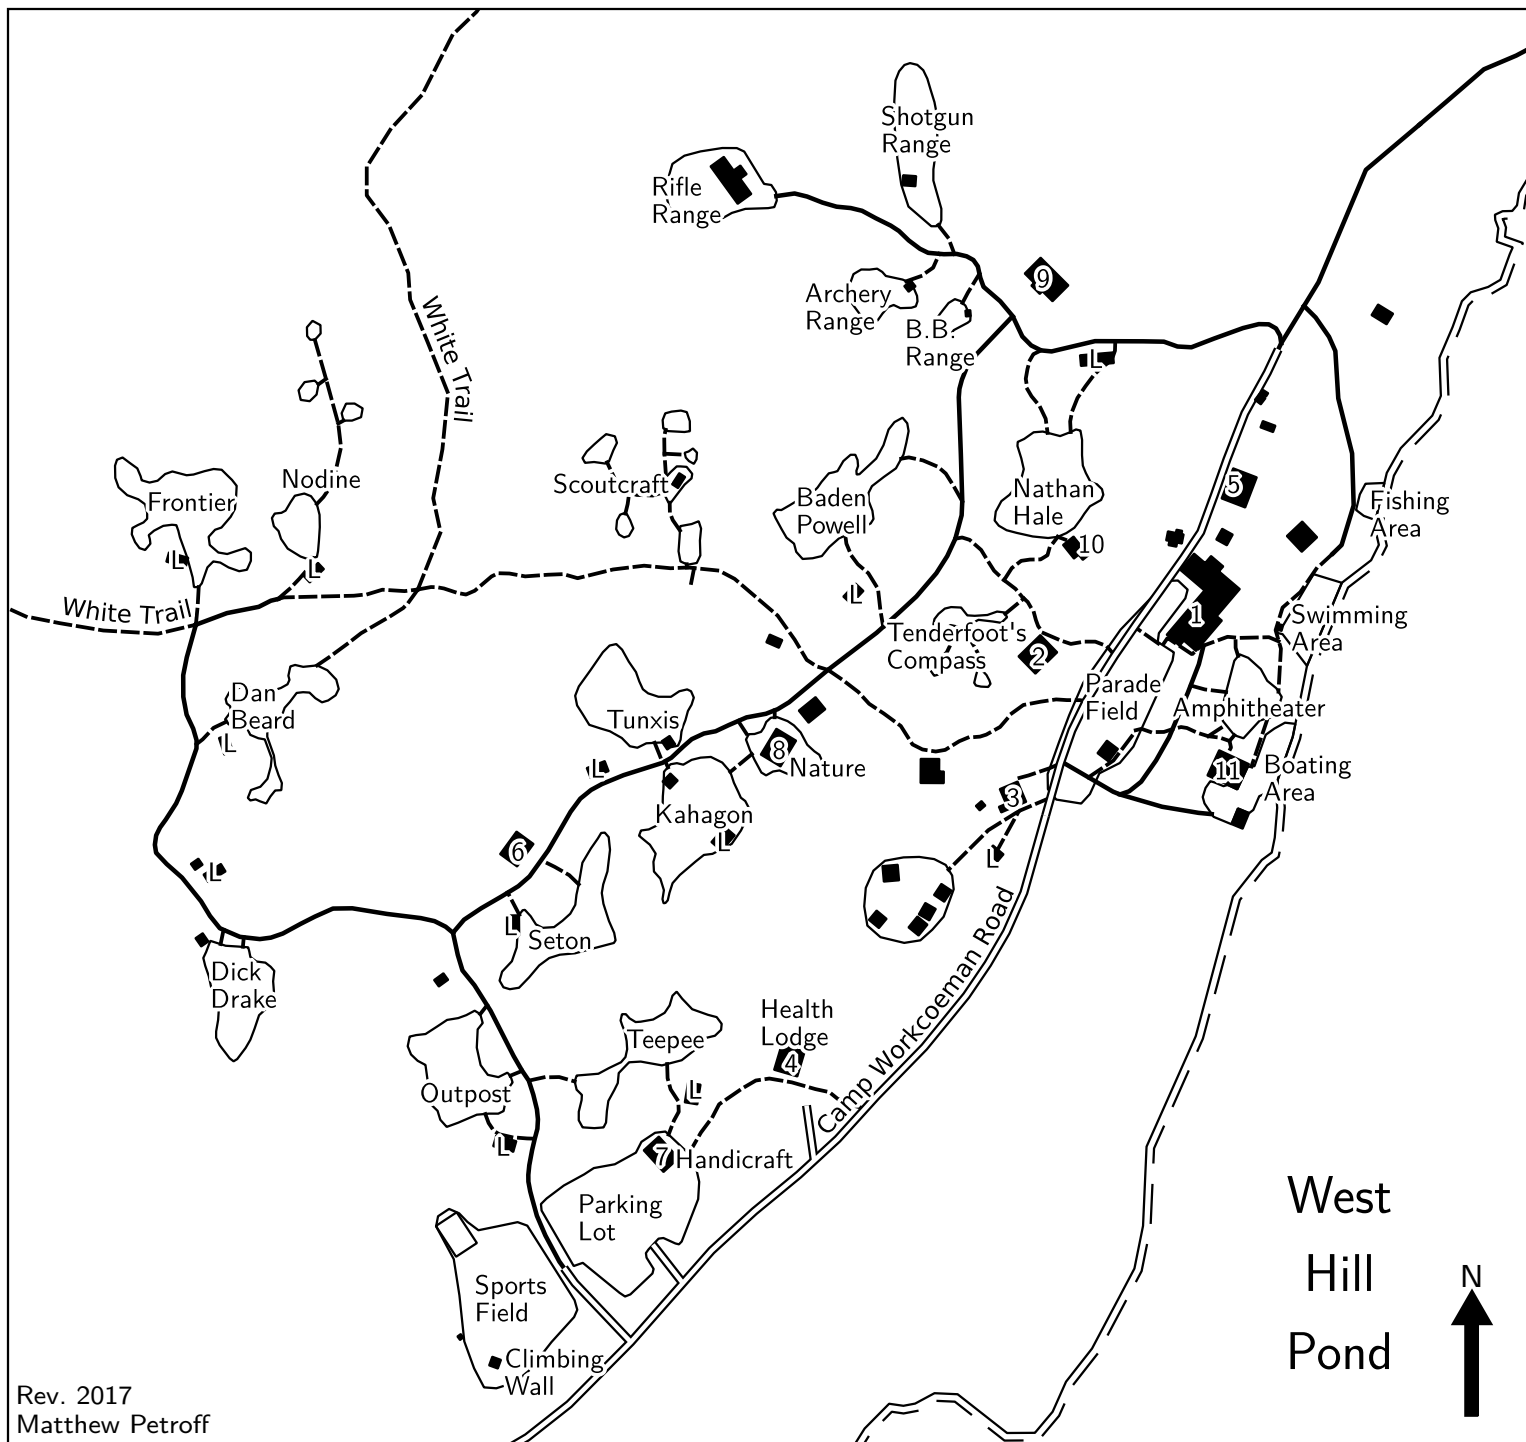 Shotgun
Range
Rifle
Range
9
Archery
Range
B.B.
Range
White Trail
L
Nodine
Scoutcraft
Frontier
Baden
Powell
Nathan
Hale
5
Fishing
Area
10
L
L
L
White Trail
1
Swimming
Area
Tenderfoot's
Compass
2
Dan
Beard
L
Parade
Field
Amphitheater
Tunxis
8
Nature
L
11
Boating
Area
3
Kahagon
L
6
L
L
L
Seton
Dick
Drake
Camp Workcoeman Road
Health
Lodge
4
Teepee
L
Outpost
L
7
Handicraft
Parking
Lot
Sports
Field
Climbing
Wall
West
Hill
Pond
N
Rev. 2017
Matthew Petroff